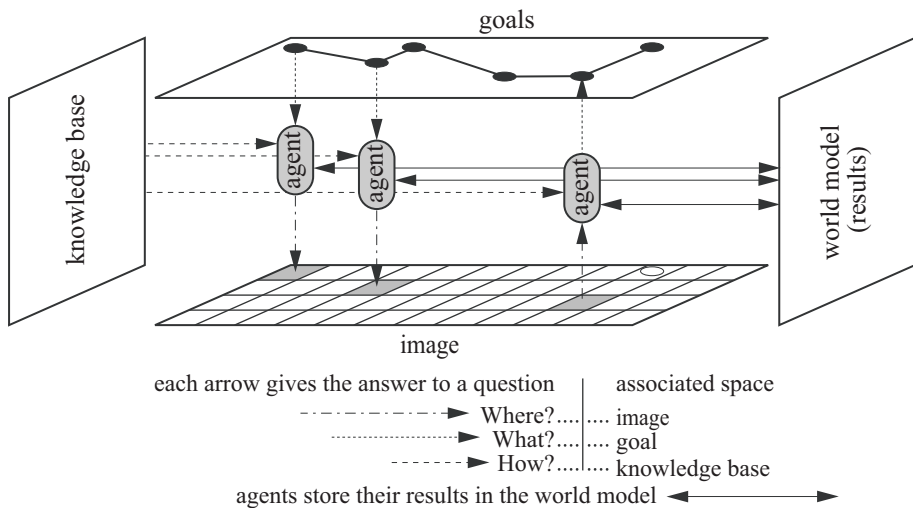 goals
knowledge base
agent
agent
agent
world model
(results)
image
each arrow gives the answer to a question
associated space
Where? .... .... image
What? .... .... goal
How? .... .... knowledge base
agents store their results in the world model